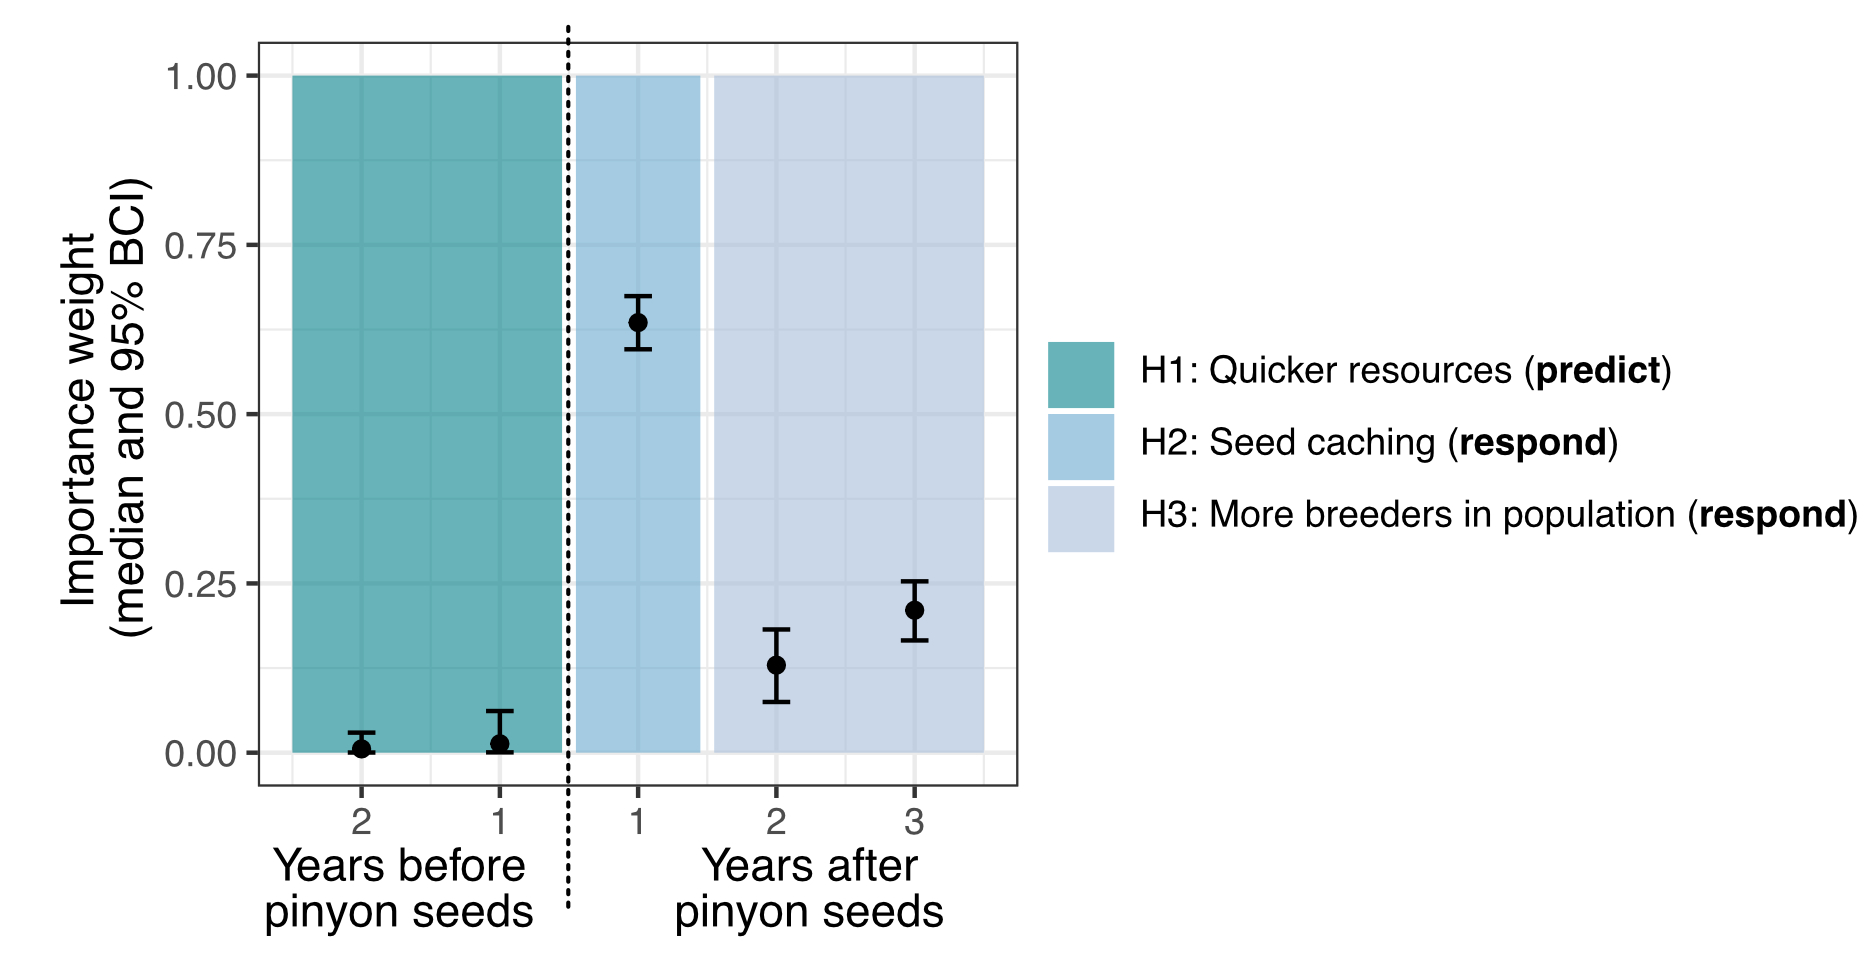 Importance weight
(median and 95% BCI)
1.00
0.75
0.50
0.25
0.00
2
1
1
2
3
Years before
pinyon seeds
Years after
pinyon seeds
H1: Quicker resources (predict)
H2: Seed caching (respond)
H3: More breeders in population (respond)